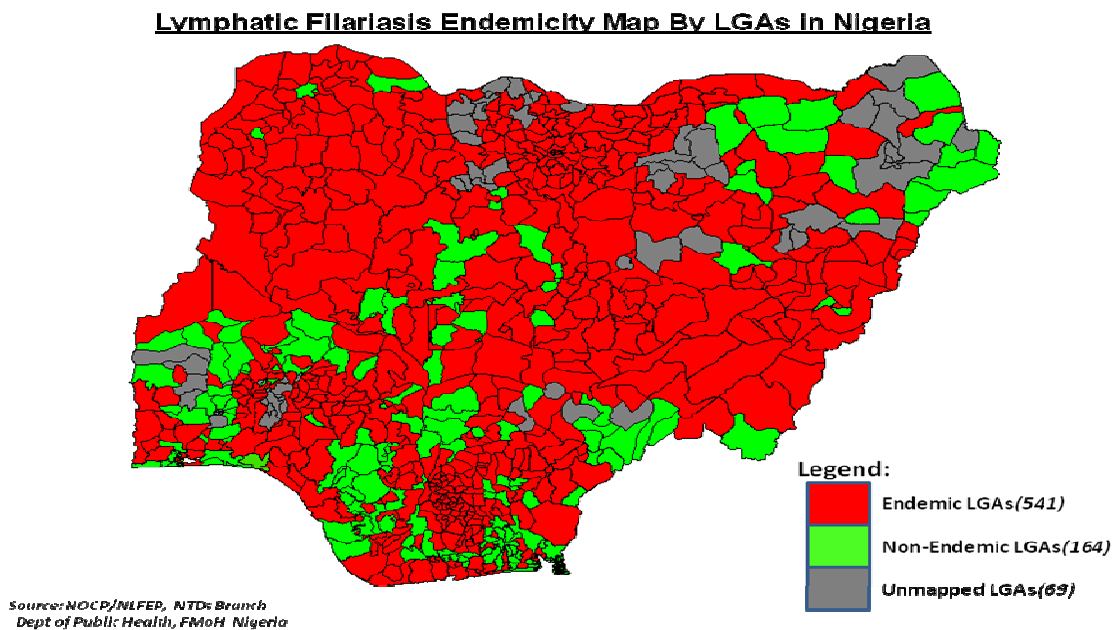 Lymphatic Filariasis Endemicity Map By LGAs in Nigeria
Legend:
Endemic LGAs(541)
Non-Endemic LGAs(164)
Unmapped LGAs(69)
Source: NOCP/NLFEP, NTDs Branch
Dept of Public Health, FMoH Nigeria